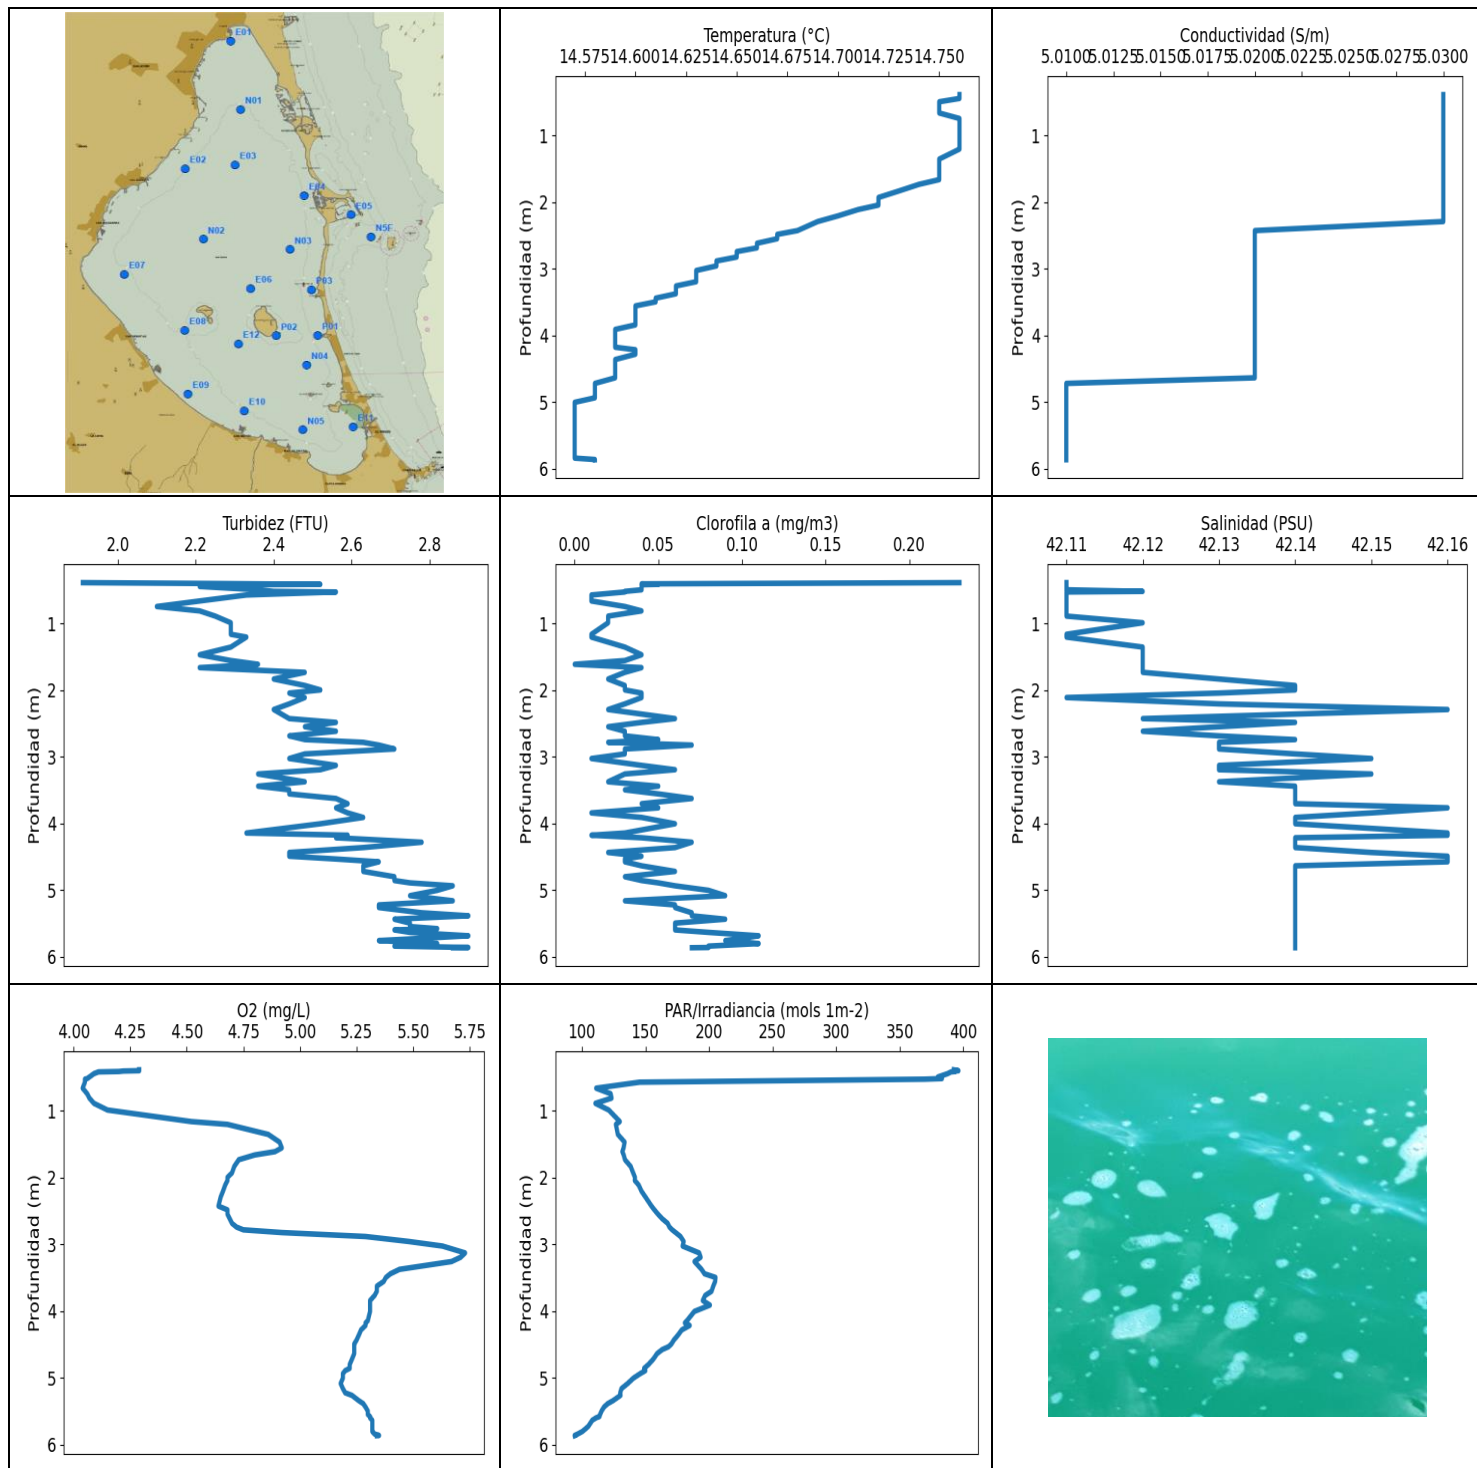 E01
N01
E02
E03
E04
E05
N5F
N02
N03
E07
E06
P03
E08
P02
P01
E12
N04
E09
E10
N05
E11
Temperatura (°C)
14.575 14.600 14.625 14.650 14.675 14.700 14.725 14.750
Profundidad (m)
1
2
3
4
5
6
Conductividad (S/m)
5.0100 5.0125 5.0150 5.0175 5.0200 5.0225 5.0250 5.0275 5.0300
Profundidad (m)
1
2
3
4
5
6
Turbidez (FTU)
2.0 2.2 2.4 2.6 2.8
Profundidad (m)
1
2
3
4
5
6
Clorofila a (mg/m3)
0.00 0.05 0.10 0.15 0.20
Profundidad (m)
1
2
3
4
5
6
Salinidad (PSU)
42.11 42.12 42.13 42.14 42.15 42.16
Profundidad (m)
1
2
3
4
5
6
O2 (mg/L)
4.00 4.25 4.50 4.75 5.00 5.25 5.50 5.75
Profundidad (m)
1
2
3
4
5
6
PAR/Irradiancia (mols 1m-2)
100 150 200 250 300 350 400
Profundidad (m)
1
2
3
4
5
6